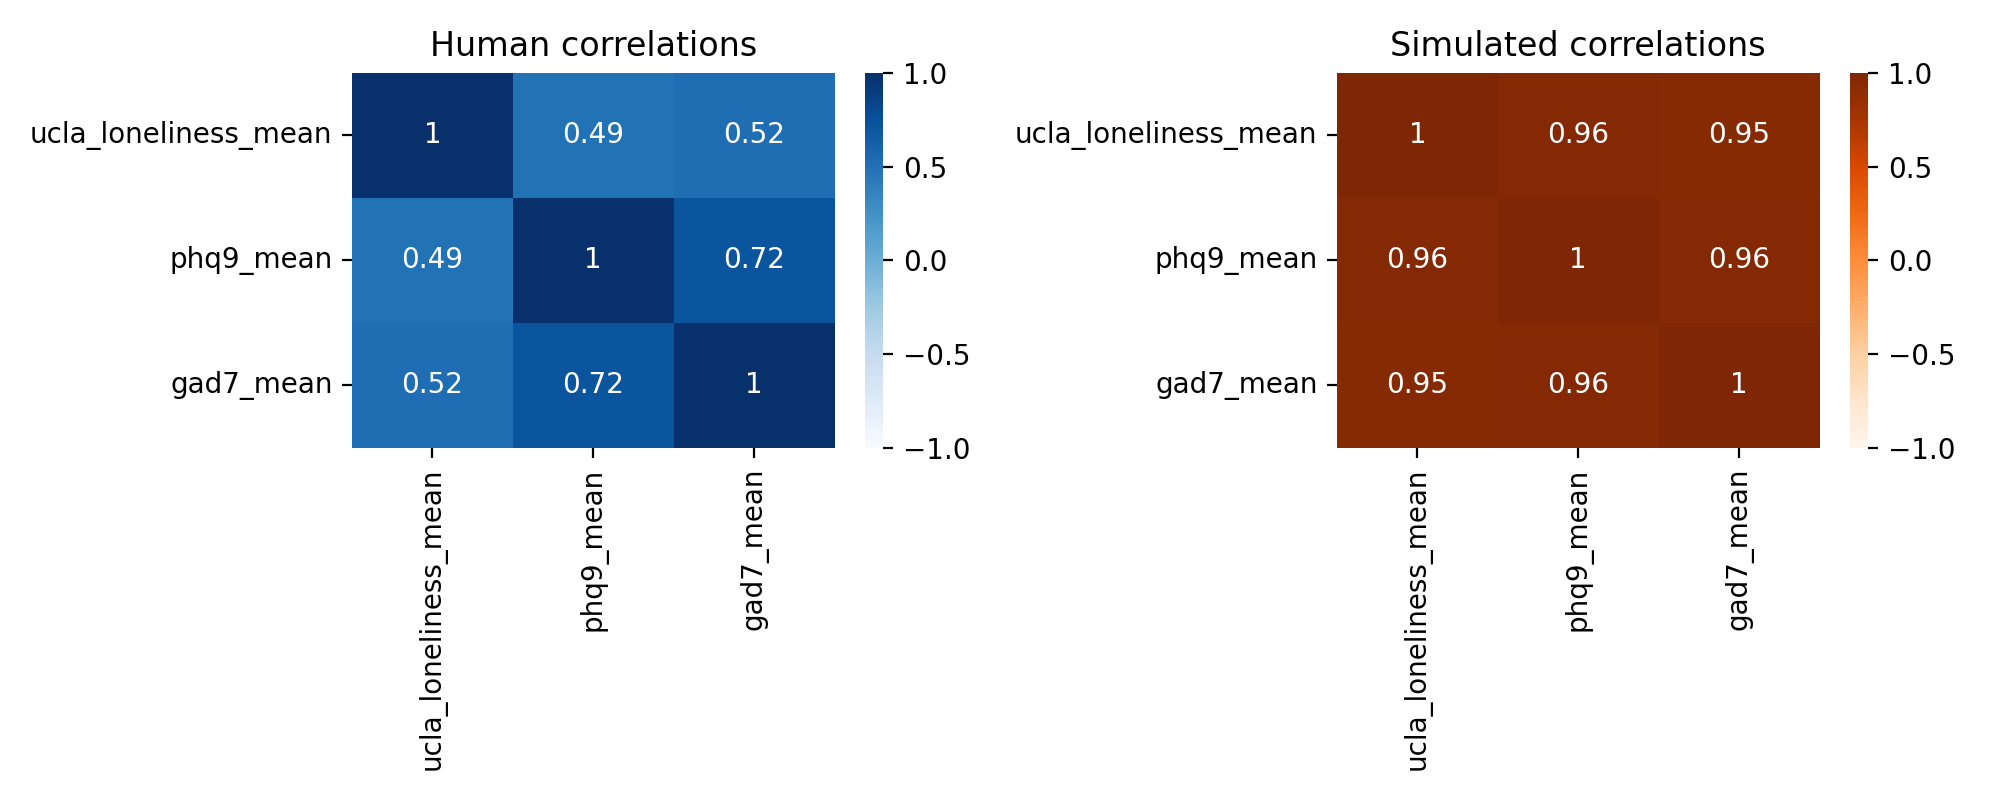 Human correlations
ucla_loneliness_mean
phq9_mean
gad7_mean
1 0.49 0.52
0.49 1 0.72
0.52 0.72 1
ucla_loneliness_mean
phq9_mean
gad7_mean
1.0
0.5
0.0
−0.5
−1.0
Simulated correlations
ucla_loneliness_mean
phq9_mean
gad7_mean
1 0.96 0.95
0.96 1 0.96
0.95 0.96 1
ucla_loneliness_mean
phq9_mean
gad7_mean
1.0
0.5
0.0
−0.5
−1.0